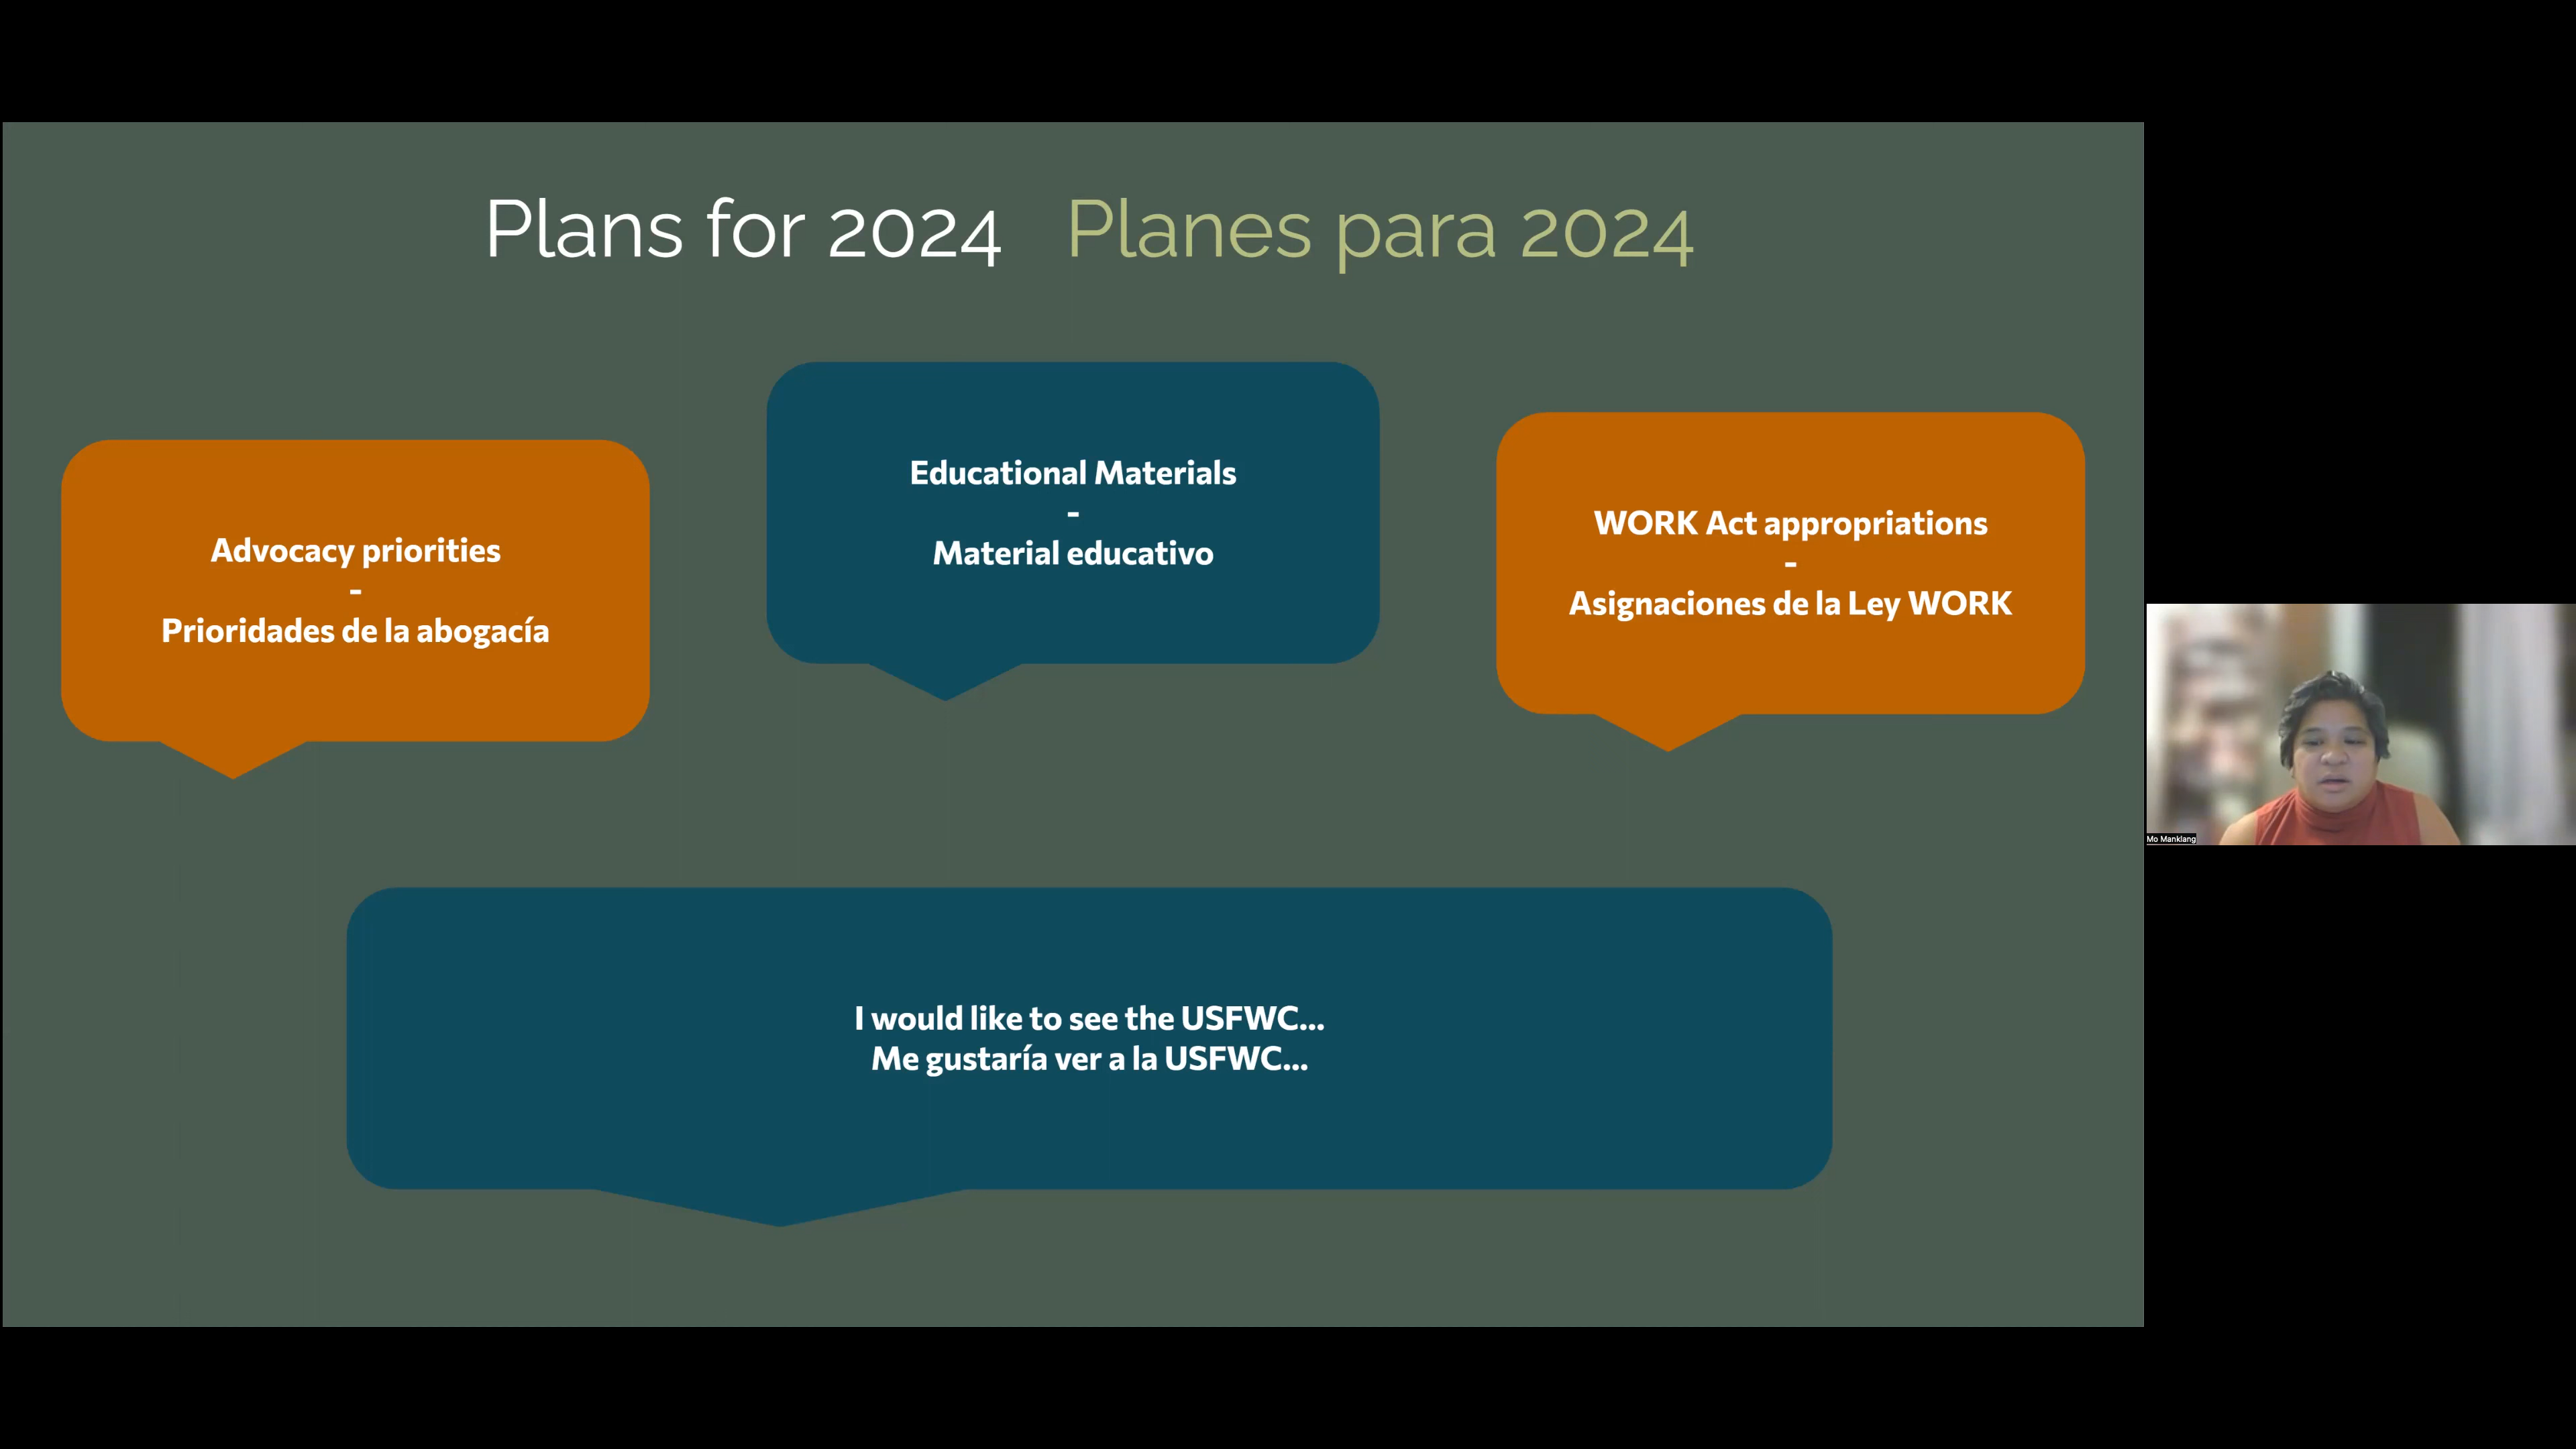 Plans for 2024 Planes para 2024
Advocacy priorities
-
Prioridades de la abogacía
Educational Materials
-
Material educativo
WORK Act appropriations
-
Asignaciones de la Ley WORK
I would like to see the USFWC...
Me gustaría ver a la USFWC...
Mo Manklang